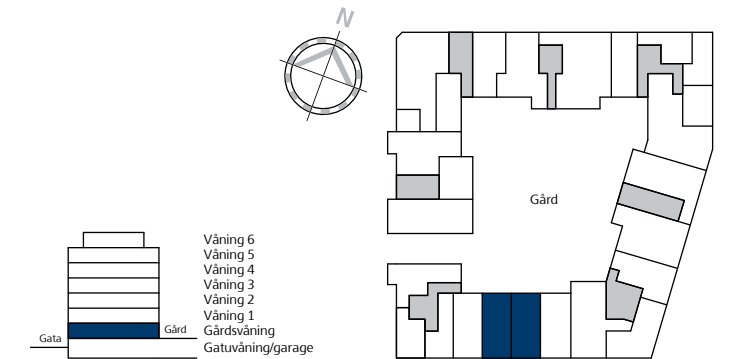 N
Gård
Våning 6
Våning 5
Våning 4
Våning 3
Våning 2
Våning 1
Gata
Gård
Gårdsvåning
Gatuvåning/garage